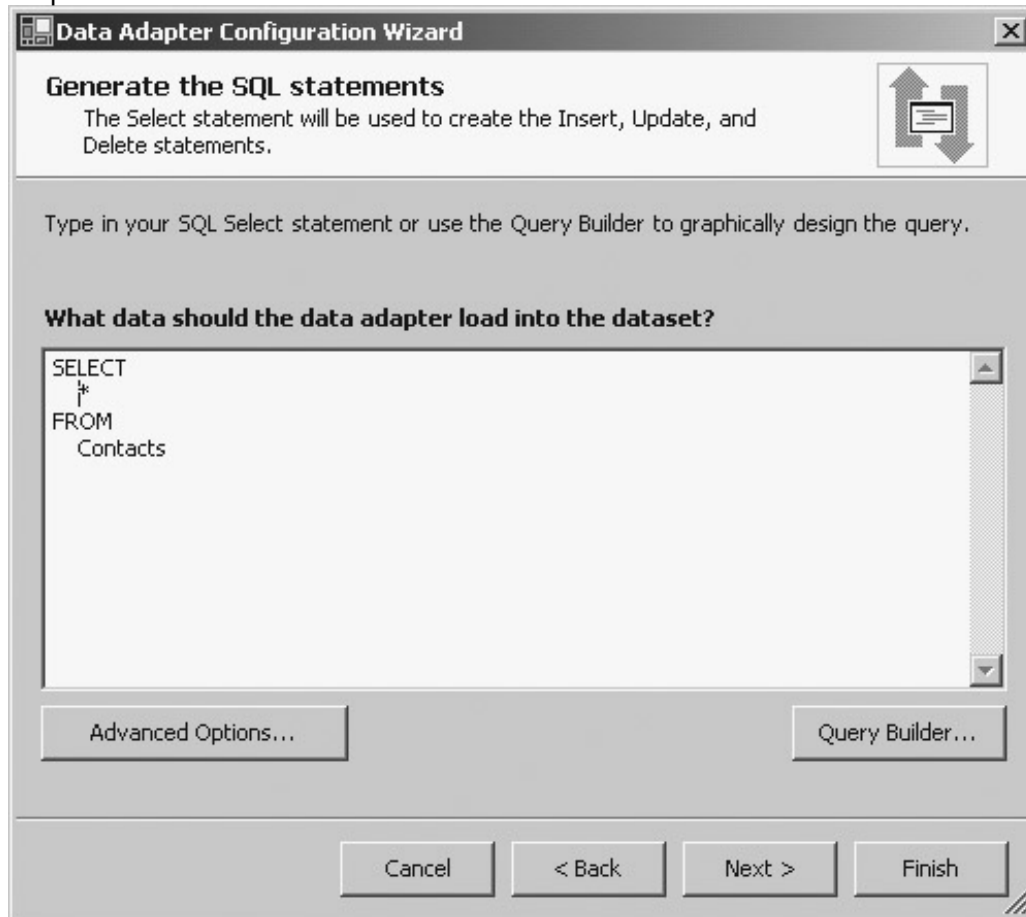 Data Adapter Configuration Wizard
Generate the SQL statements
The Select statement will be used to create the Insert, Update, and
Delete statements.
Type in your SQL Select statement or use the Query Builder to graphically design the query.
What data should the data adapter load into the dataset?
SELECT
*
FROM
Contacts
Advanced Options...
Query Builder...
Cancel
< Back
Next >
Finish